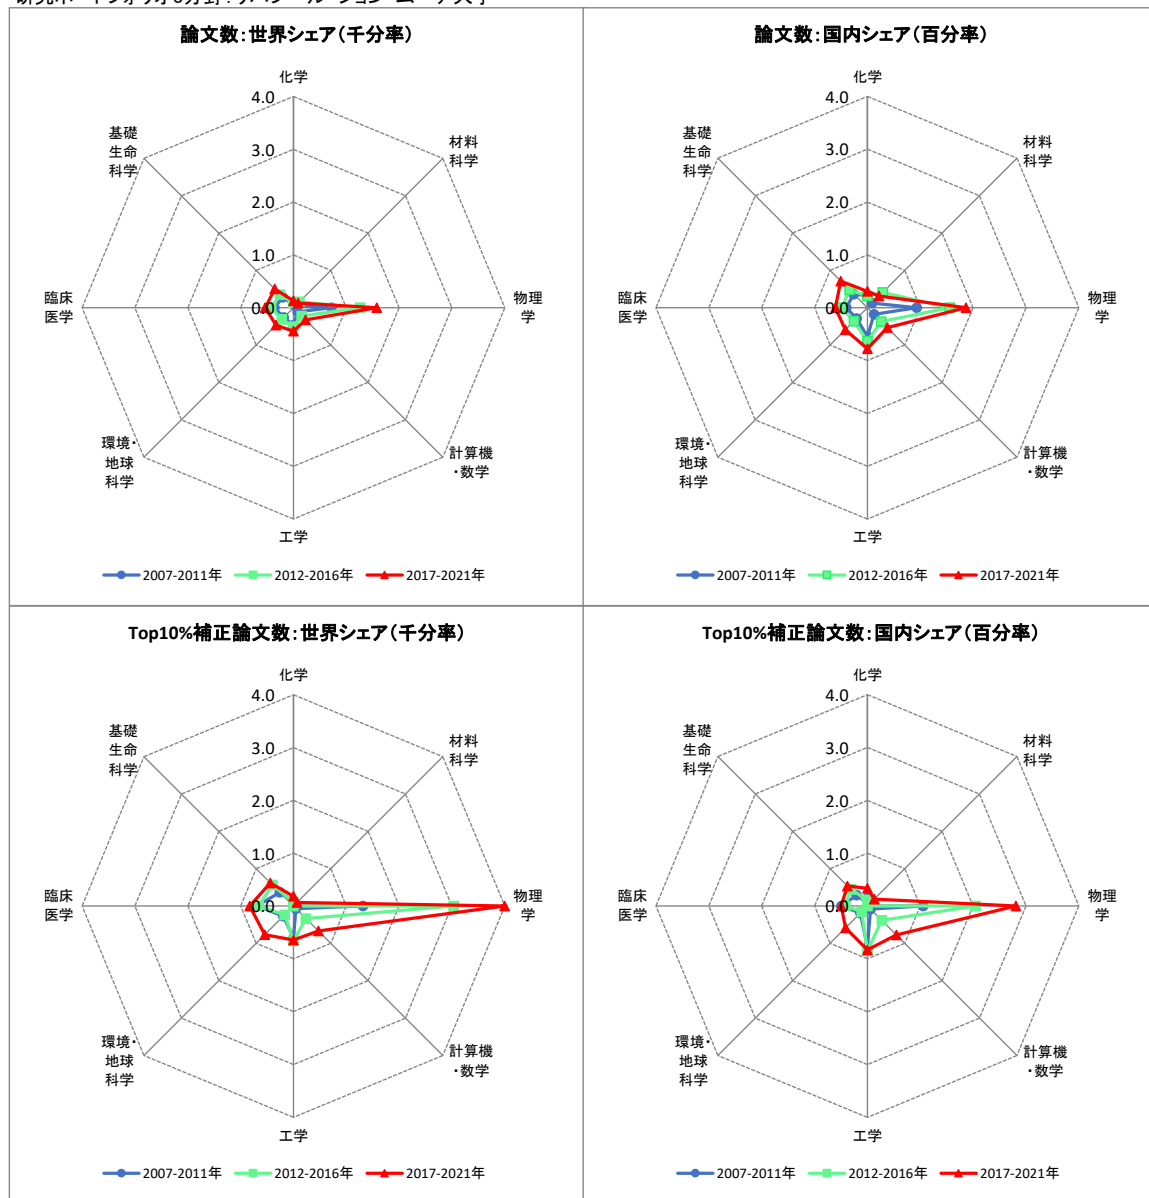 論文数:世界シェア(千分率)
化学
4.0
3.0
2.0
1.0
0.0
材料
科学
物理
学
計算機
・数学
工学
環境・
地球
科学
臨床
医学
基礎
生命
科学
2007-2011年
2012-2016年
2017-2021年
論文数:国内シェア(百分率)
化学
4.0
3.0
2.0
1.0
0.0
材料
科学
物理
学
計算機
・数学
工学
環境・
地球
科学
臨床
医学
基礎
生命
科学
2007-2011年
2012-2016年
2017-2021年
Top10%補正論文数:世界シェア(千分率)
化学
4.0
3.0
2.0
1.0
0.0
材料
科学
物理
学
計算機
・数学
工学
環境・
地球
科学
臨床
医学
基礎
生命
科学
2007-2011年
2012-2016年
2017-2021年
Top10%補正論文数:国内シェア(百分率)
化学
4.0
3.0
2.0
1.0
0.0
材料
科学
物理
学
計算機
・数学
工学
環境・
地球
科学
臨床
医学
基礎
生命
科学
2007-2011年
2012-2016年
2017-2021年